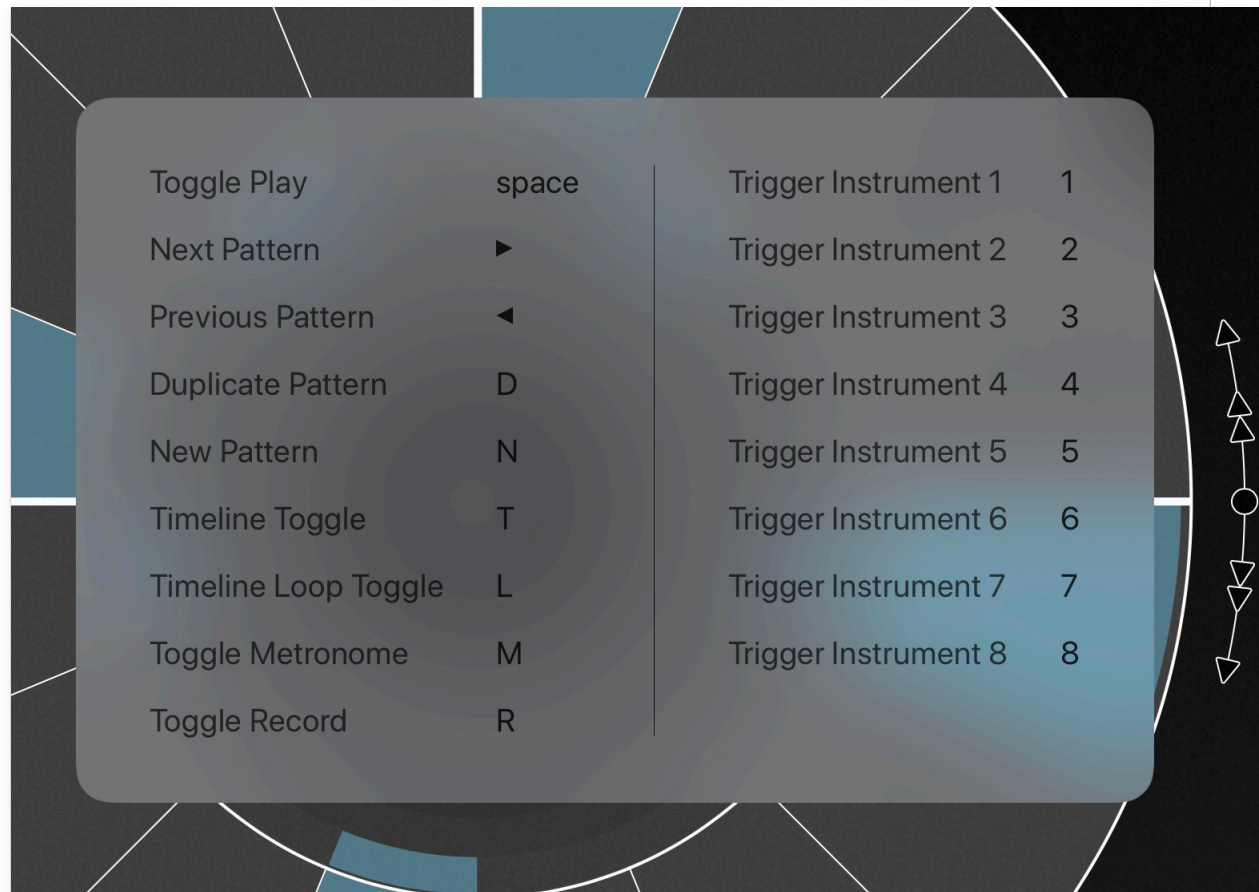 Toggle Play space
Next Pattern ▶
Previous Pattern ◀
Duplicate Pattern D
New Pattern N
Timeline Toggle T
Timeline Loop Toggle L
Toggle Metronome M
Toggle Record R
Trigger Instrument 1 1
Trigger Instrument 2 2
Trigger Instrument 3 3
Trigger Instrument 4 4
Trigger Instrument 5 5
Trigger Instrument 6 6
Trigger Instrument 7 7
Trigger Instrument 8 8